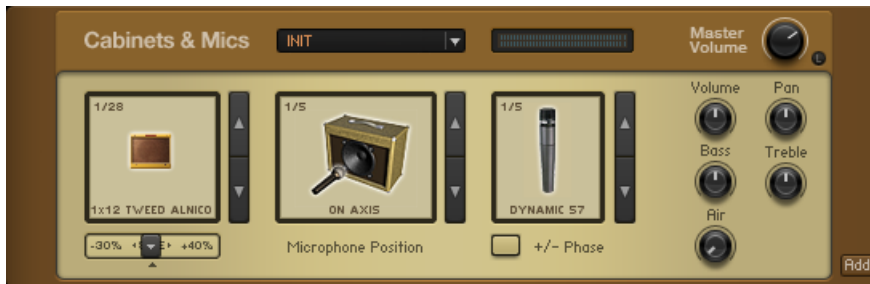 Cabinets & Mics
INIT
Master
Volume
L
1/28
1x12 TWEED ALNICO
1/5
ON AXIS
1/5
DYNAMIC 57
Volume
Pan
Bass
Treble
Air
-30%
+40%
Microphone Position
+/- Phase
Add